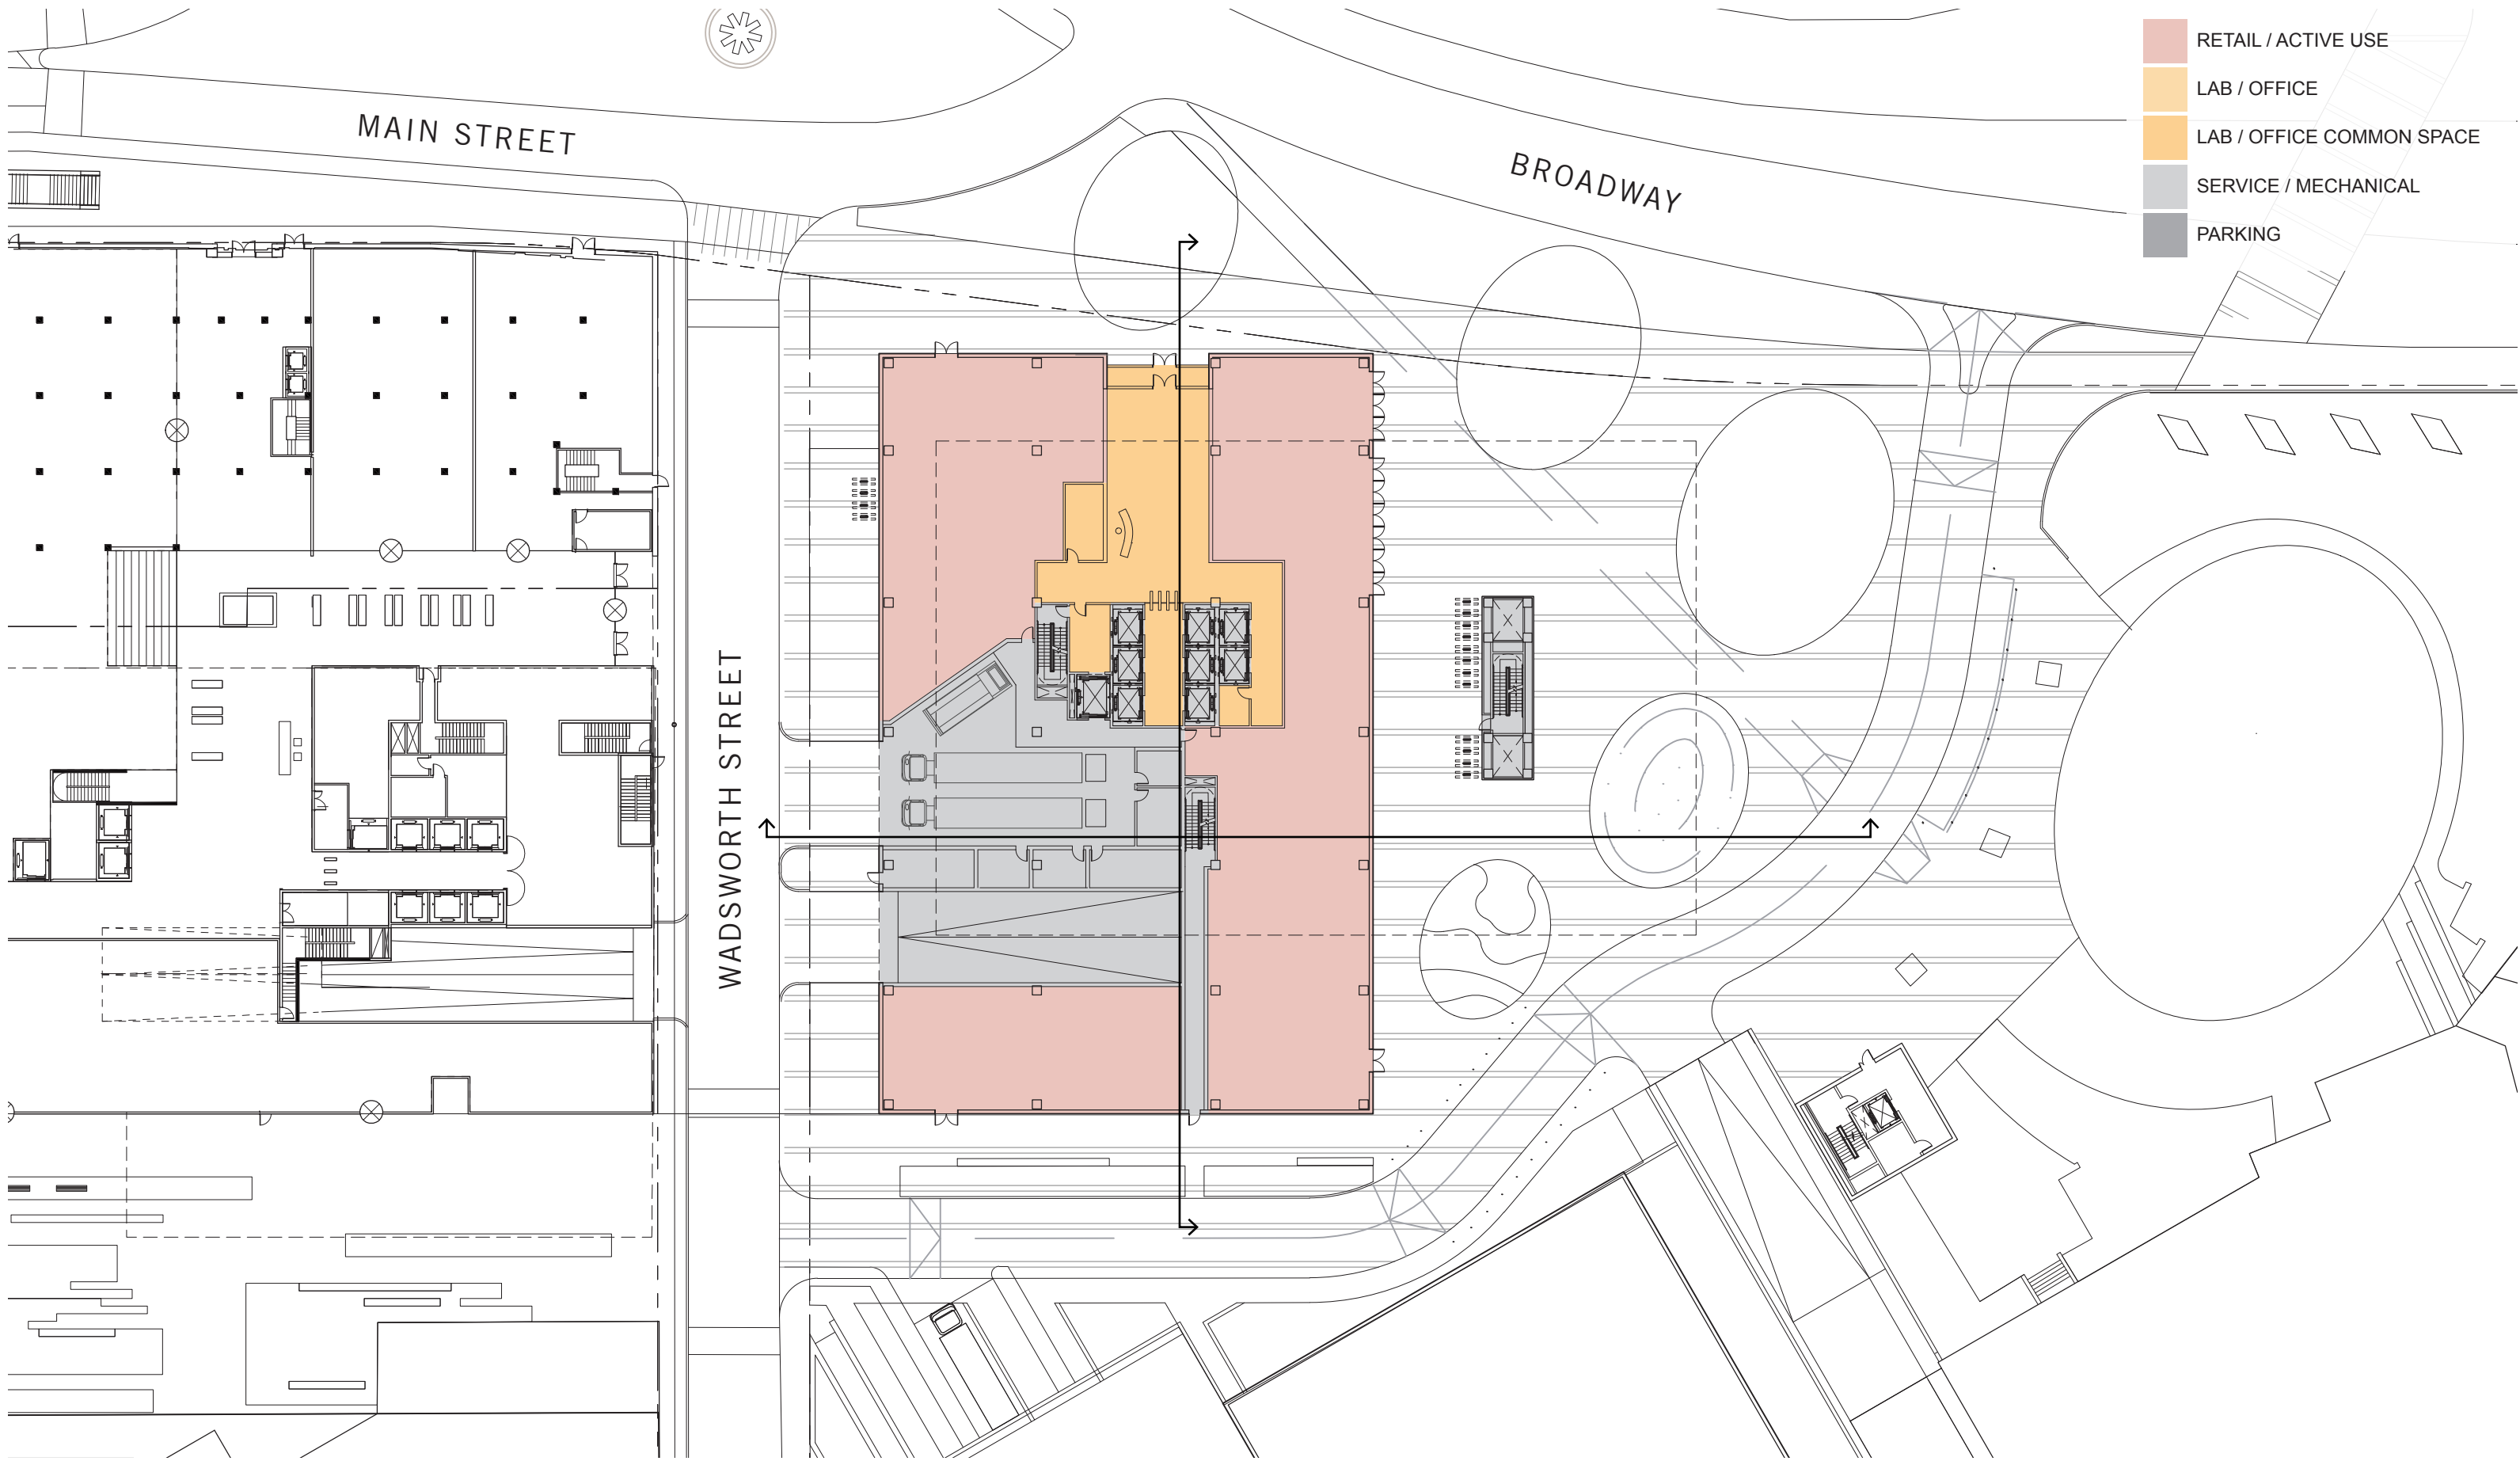 RETAIL / ACTIVE USE
LAB / OFFICE
LAB / OFFICE COMMON SPACE
SERVICE / MECHANICAL
PARKING
MAIN STREET
BROADWAY
WADSWORTH STREET